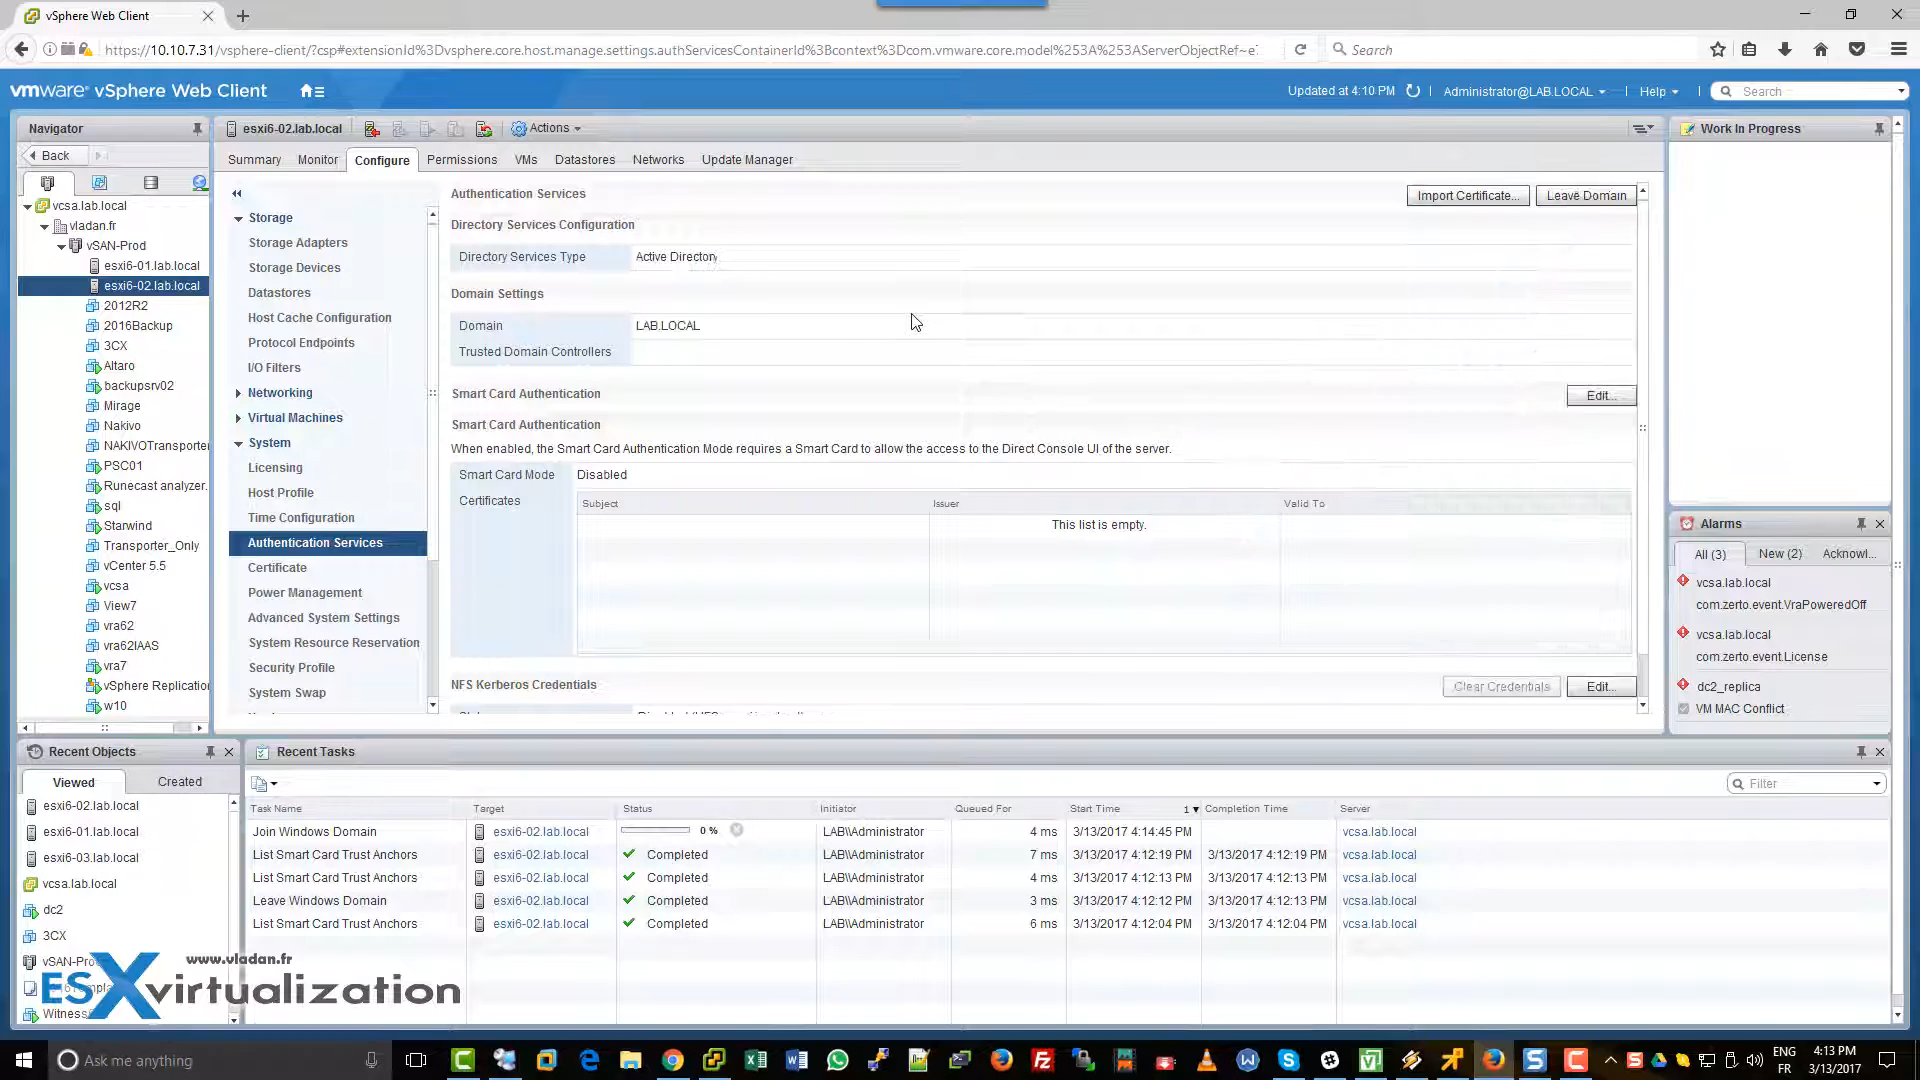 vSphere Web Client
https://10.10.7.31/vsphere-client/?csp#extensionId%3Dvsphere.core.host.manage.settings.authServicesContainerId%3Bcontext%3Dcom.vmware.core.model%253A%253AServerObjectRef~e7
Search
vmware® vSphere Web Client
Updated at 4:10 PM
Administrator@LAB.LOCAL
Help
Search
Navigator
Back
vcsa.lab.local
vladan.fr
vSAN-Prod
esxi6-01.lab.local
esxi6-02.lab.local
2012R2
2016Backup
3CX
Altaro
backupsrv02
Mirage
Nakivo
NAKIVOTransporter
PSC01
Runecast analyzer.
sql
Starwind
Transporter_Only
vCenter 5.5
vcsa
View7
vra62
vra62IAAS
vra7
vSphere Replication
w10
esxi6-02.lab.local
Actions
Summary Monitor Configure Permissions VMs Datastores Networks Update Manager
Storage
Storage Adapters
Storage Devices
Datastores
Host Cache Configuration
Protocol Endpoints
I/O Filters
Networking
Virtual Machines
System
Licensing
Host Profile
Time Configuration
Authentication Services
Certificate
Power Management
Advanced System Settings
System Resource Reservation
Security Profile
System Swap
Authentication Services
Import Certificate... Leave Domain
Directory Services Configuration
Directory Services Type Active Directory
Domain Settings
Domain LAB.LOCAL
Trusted Domain Controllers
Smart Card Authentication Edit...
Smart Card Authentication
When enabled, the Smart Card Authentication Mode requires a Smart Card to allow the access to the Direct Console UI of the server.
Smart Card Mode Disabled
Certificates
Subject Issuer Valid To
This list is empty.
NFS Kerberos Credentials
Clear Credentials Edit...
Work In Progress
Alarms
All (3) New (2) Acknowl...
vcsa.lab.local
com.zerto.event.VraPoweredOff
vcsa.lab.local
com.zerto.event.License
dc2_replica
VM MAC Conflict
Recent Objects
Viewed Created
esxi6-02.lab.local
esxi6-01.lab.local
esxi6-03.lab.local
vcsa.lab.local
dc2
3CX
vSAN-Prod
Witness
www.vladan.fr
ESXvirtualization
Recent Tasks
Filter
Task Name Target Status Initiator Queued For Start Time 1 Completion Time Server
Join Windows Domain esxi6-02.lab.local 0 % LAB\\Administrator 4 ms 3/13/2017 4:14:45 PM vcsa.lab.local
List Smart Card Trust Anchors esxi6-02.lab.local Completed LAB\\Administrator 7 ms 3/13/2017 4:12:19 PM 3/13/2017 4:12:19 PM vcsa.lab.local
List Smart Card Trust Anchors esxi6-02.lab.local Completed LAB\\Administrator 4 ms 3/13/2017 4:12:13 PM 3/13/2017 4:12:13 PM vcsa.lab.local
Leave Windows Domain esxi6-02.lab.local Completed LAB\\Administrator 3 ms 3/13/2017 4:12:12 PM 3/13/2017 4:12:13 PM vcsa.lab.local
List Smart Card Trust Anchors esxi6-02.lab.local Completed LAB\\Administrator 6 ms 3/13/2017 4:12:04 PM 3/13/2017 4:12:04 PM vcsa.lab.local
Ask me anything
ENG
FR
4:13 PM
3/13/2017